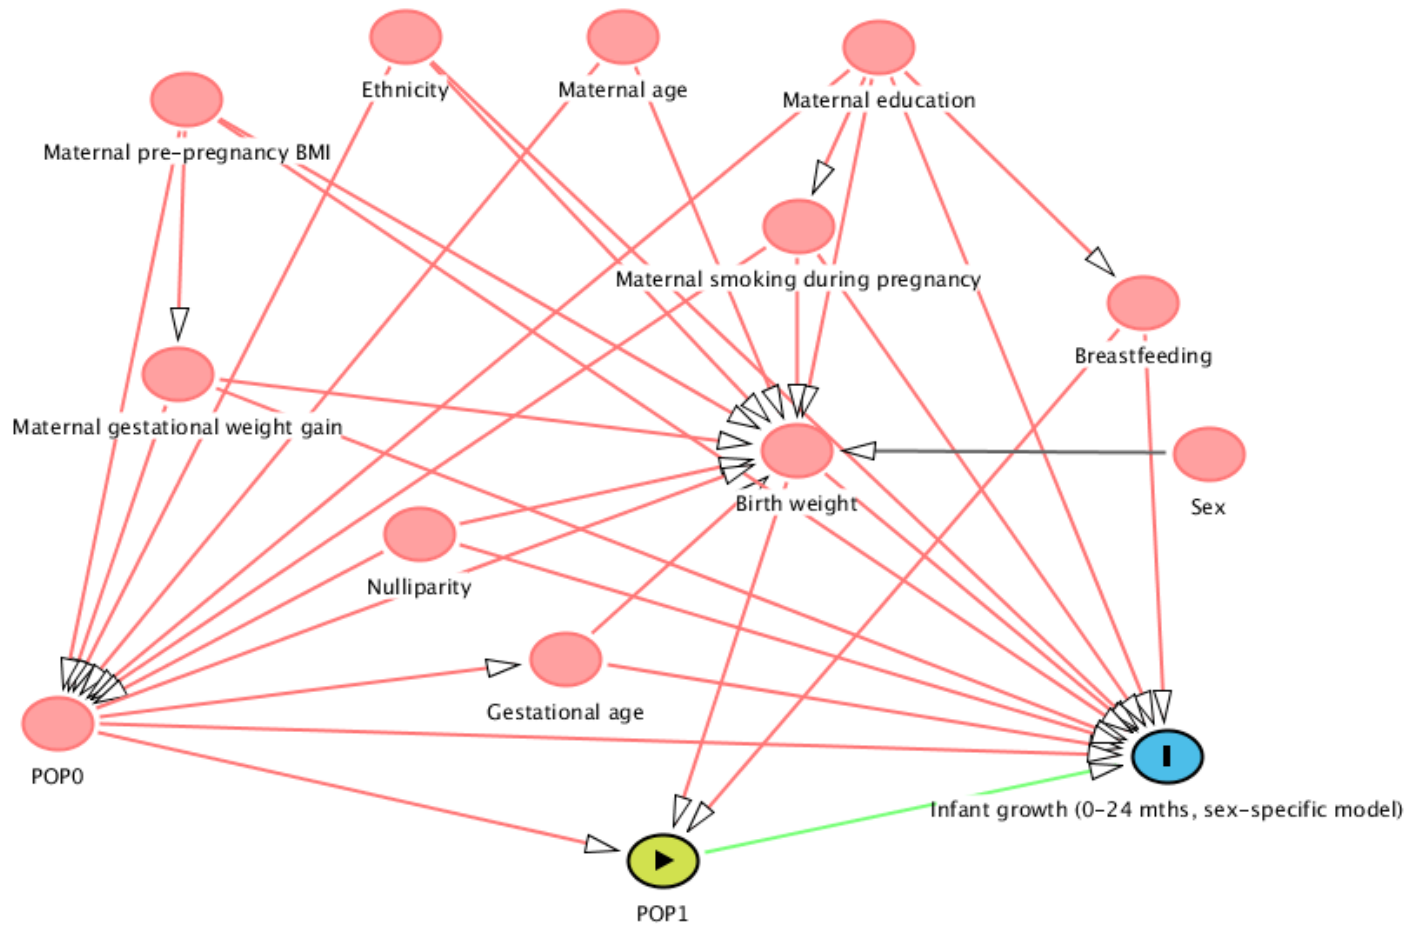 Ethnicity
Maternal age
Maternal education
Maternal pre-pregnancy BMI
Maternal smoking during pregnancy
Breastfeeding
Maternal gestational weight gain
Birth weight
Sex
Nulliparity
Gestational age
POP0
Infant growth (0-24 mths, sex-specific model)
POP1